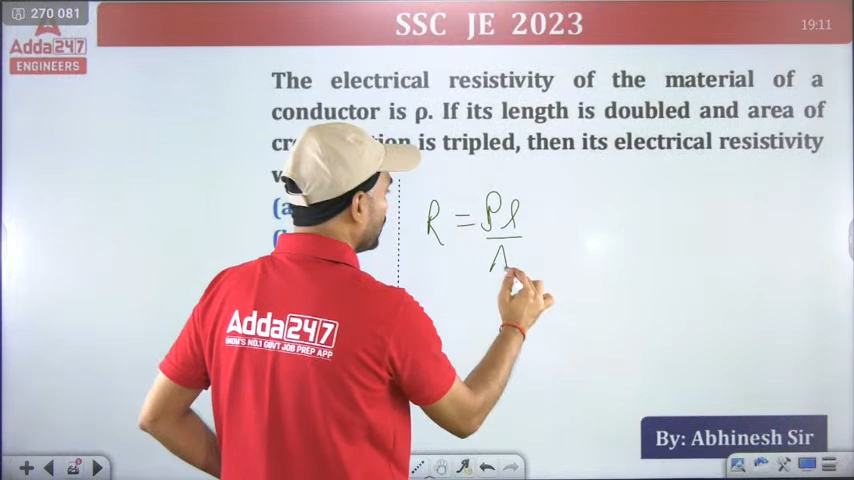 270 081
SSC JE 2023
19:11
Adda247
ENGINEERS
The electrical resistivity of the material of a
conductor is ρ. If its length is doubled and area of
is tripled, then its electrical resistivity
(a
R = ρl
A
Adda247
INDIA'S NO.1 GOVT JOB PREP APP
By: Abhinesh Sir